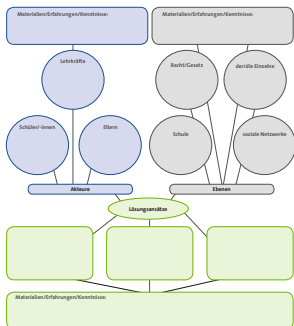 Materialien/Erfahrungen/Kenntnisse:
Materialien/Erfahrungen/Kenntnisse:
Lehrkräfte
Recht/Gesetz
der/die Einzelne
Schüler/-innen
Eltern
Schule
soziale Netzwerke
Akteure
Ebenen
Lösungsansätze
Materialien/Erfahrungen/Kenntnisse: